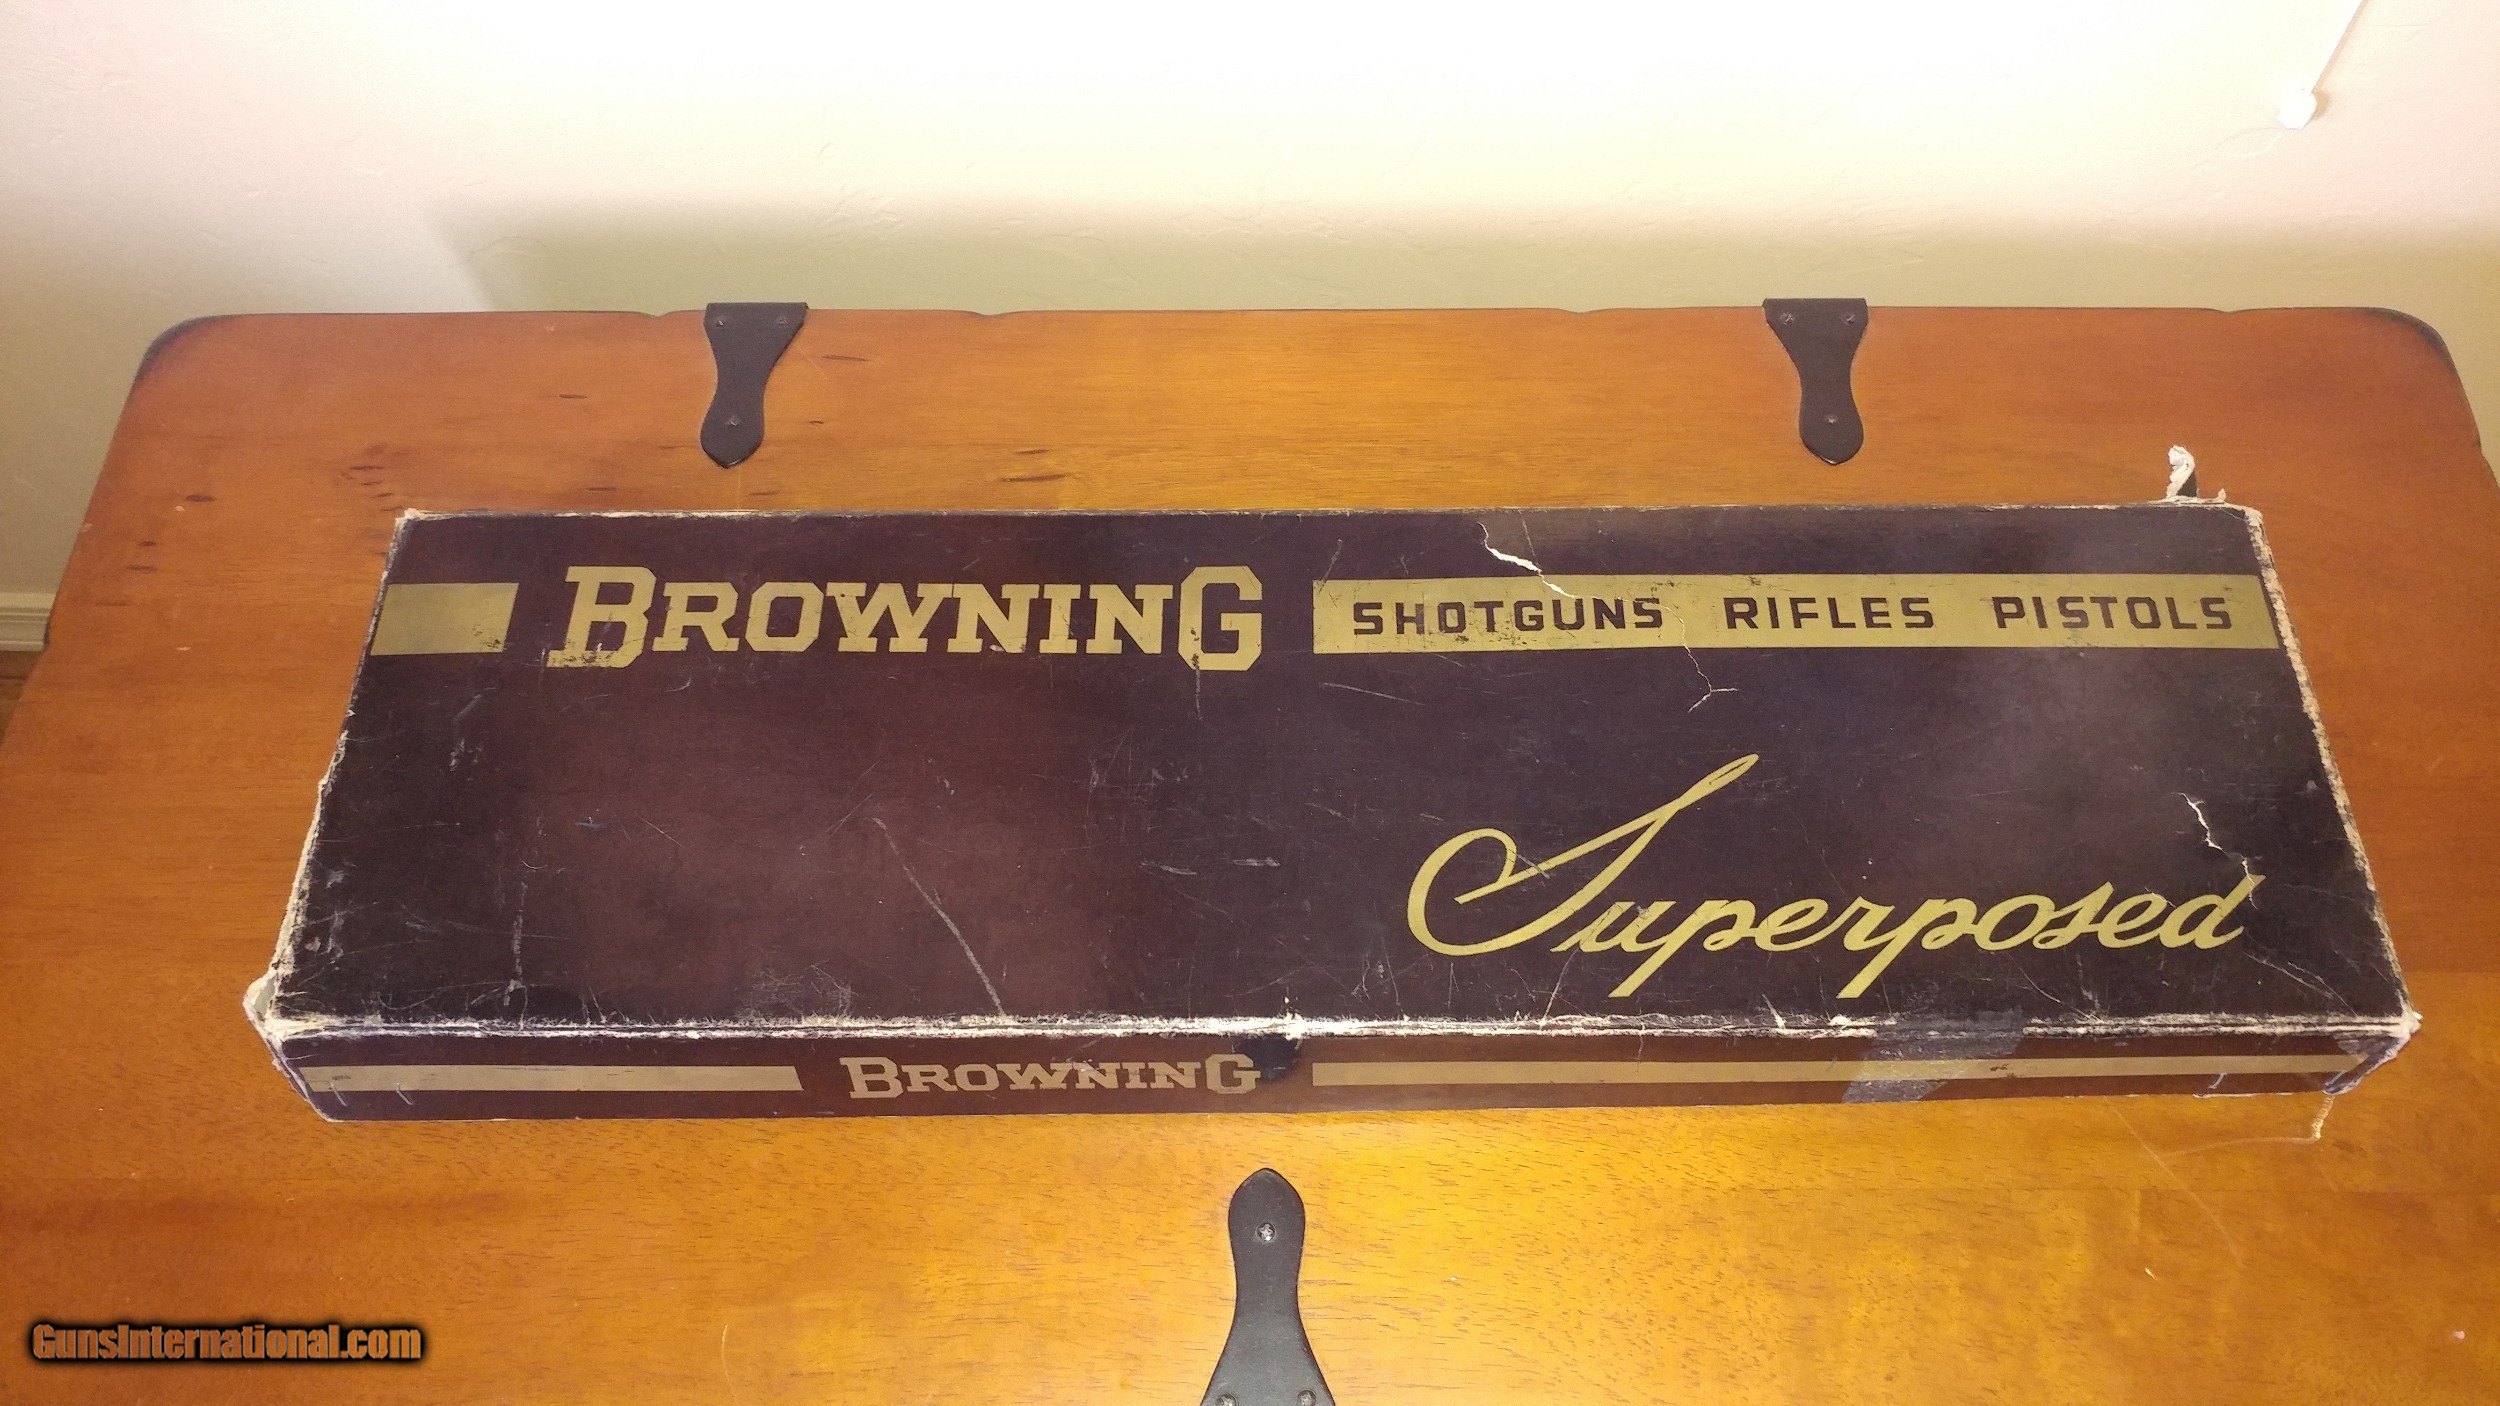 BROWNING SHOTGUNS RIFLES PISTOLS
Superposed
BROWNING
GunsInternational.com